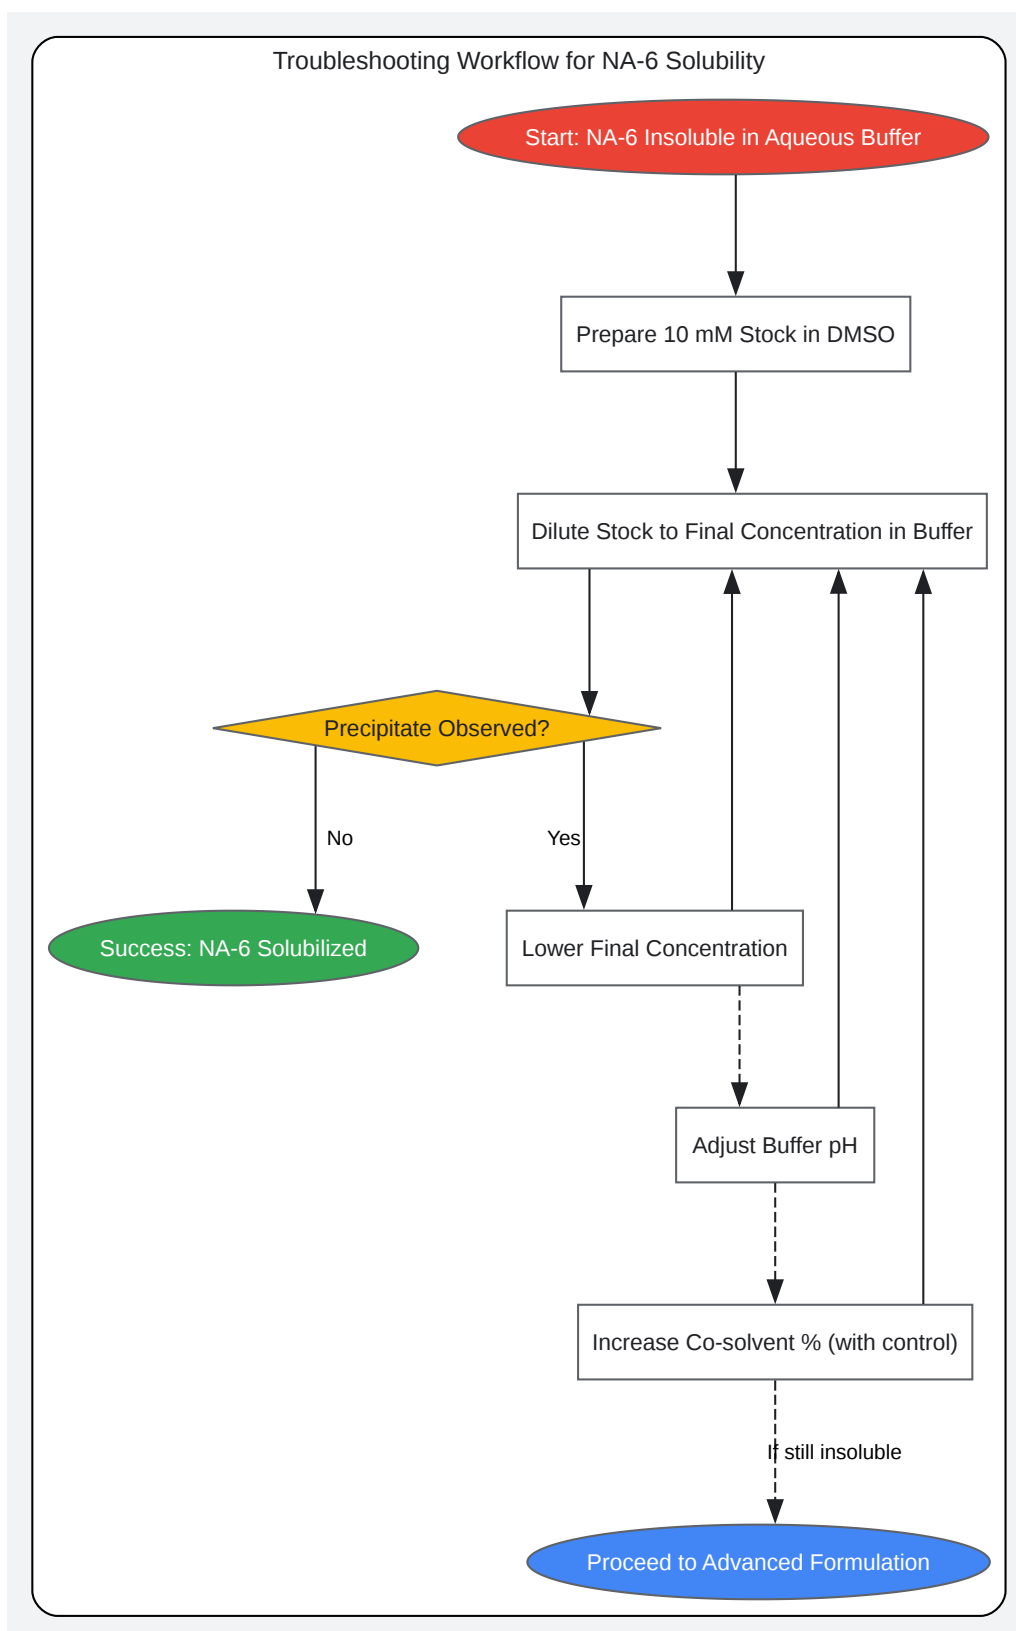 Troubleshooting Workflow for NA-6 Solubility
Start: NA-6 Insoluble in Aqueous Buffer
Prepare 10 mM Stock in DMSO
Dilute Stock to Final Concentration in Buffer
Precipitate Observed?
No
Yes
Success: NA-6 Solubilized
Lower Final Concentration
Adjust Buffer pH
Increase Co-solvent % (with control)
If still insoluble
Proceed to Advanced Formulation